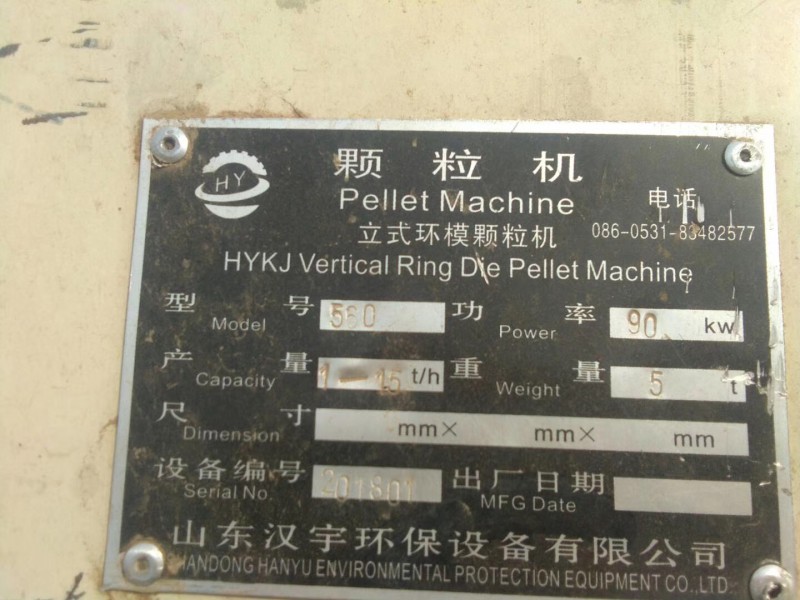 HY
颗粒机
Pellet Machine
电话
立式环模颗粒机
086-0531-83482577
HYKJ Vertical Ring Die Pellet Machine
型号 Model 560 功率 Power 90 kw
产量 Capacity 1-15 t/h 重量 Weight 5 t
尺寸 Dimension mm× mm× mm
设备编号 Serial No. 201801 出厂日期 MFG Date
山东汉宇环保设备有限公司
SHANDONG HANYU ENVIRONMENTAL PROTECTION EQUIPMENT CO.,LTD.